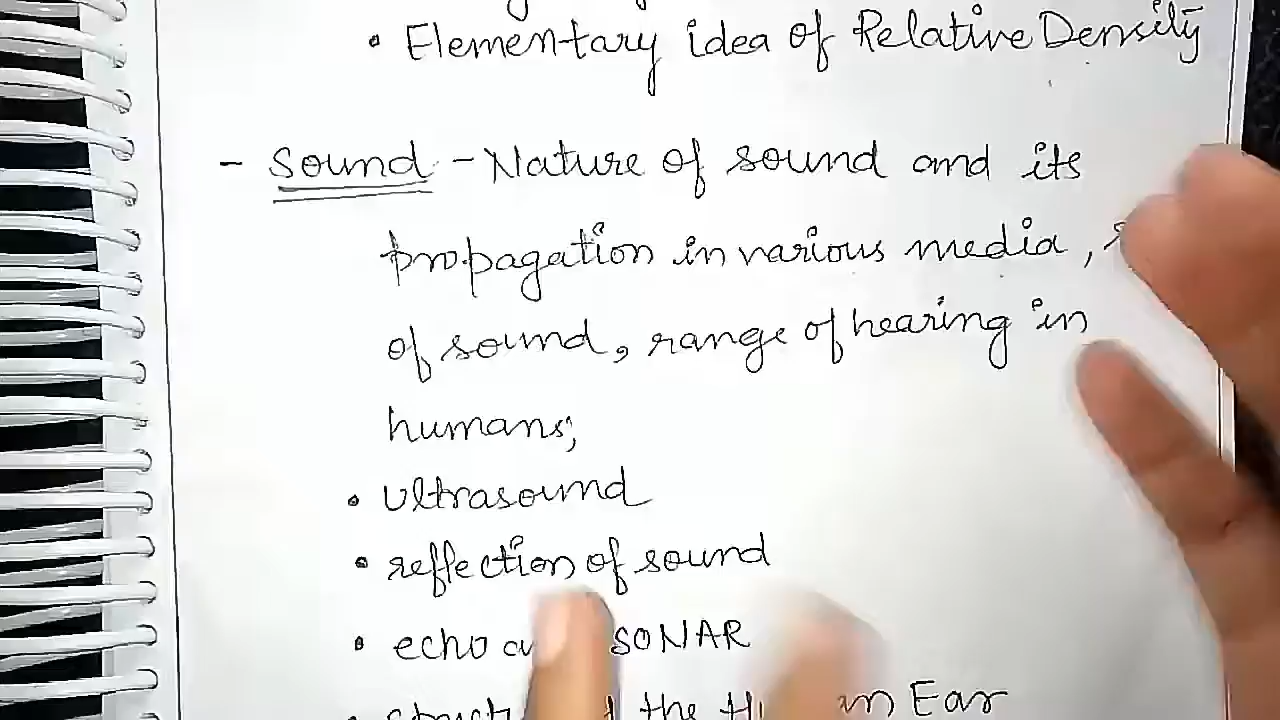 • Elementary idea of Relative Density
- Sound - Nature of sound and its
propagation in various media,
of sound, range of hearing in
humans;
• ultrasound
• reflection of sound
• echo SONAR
• the Ear